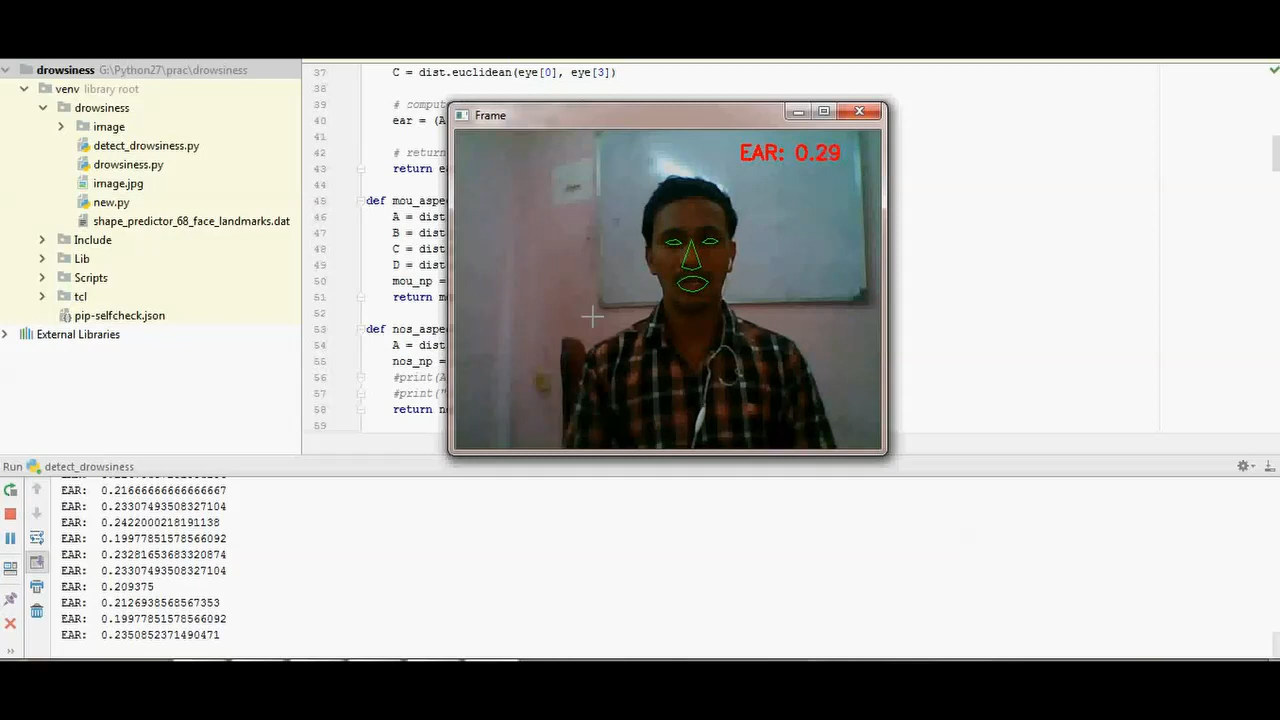 drowsiness G:\Python27\prac\drowsiness
venv library root
drowsiness
image
detect_drowsiness.py
drowsiness.py
image.jpg
new.py
shape_predictor_68_face_landmarks.dat
Include
Lib
Scripts
tcl
pip-selfcheck.json
External Libraries
37 C = dist.euclidean(eye[0], eye[3])
38
39 # comput
40 ear = (A
41
42 # return
43 return ea
44
45 def mou_aspe
46 A = dist
47 B = dist
48 C = dist
49 D = dist
50 mou_np =
51 return mo
52
53 def nos_aspe
54 A = dist
55 nos_np =
56 #print(A
57 #print("
58 return no
59
Frame
EAR: 0.29
Run detect_drowsiness
EAR: 0.21666666666666667
EAR: 0.23307493508327104
EAR: 0.2422000218191138
EAR: 0.19977851578566092
EAR: 0.23281653683320874
EAR: 0.23307493508327104
EAR: 0.209375
EAR: 0.2126938568567353
EAR: 0.19977851578566092
EAR: 0.2350852371490471